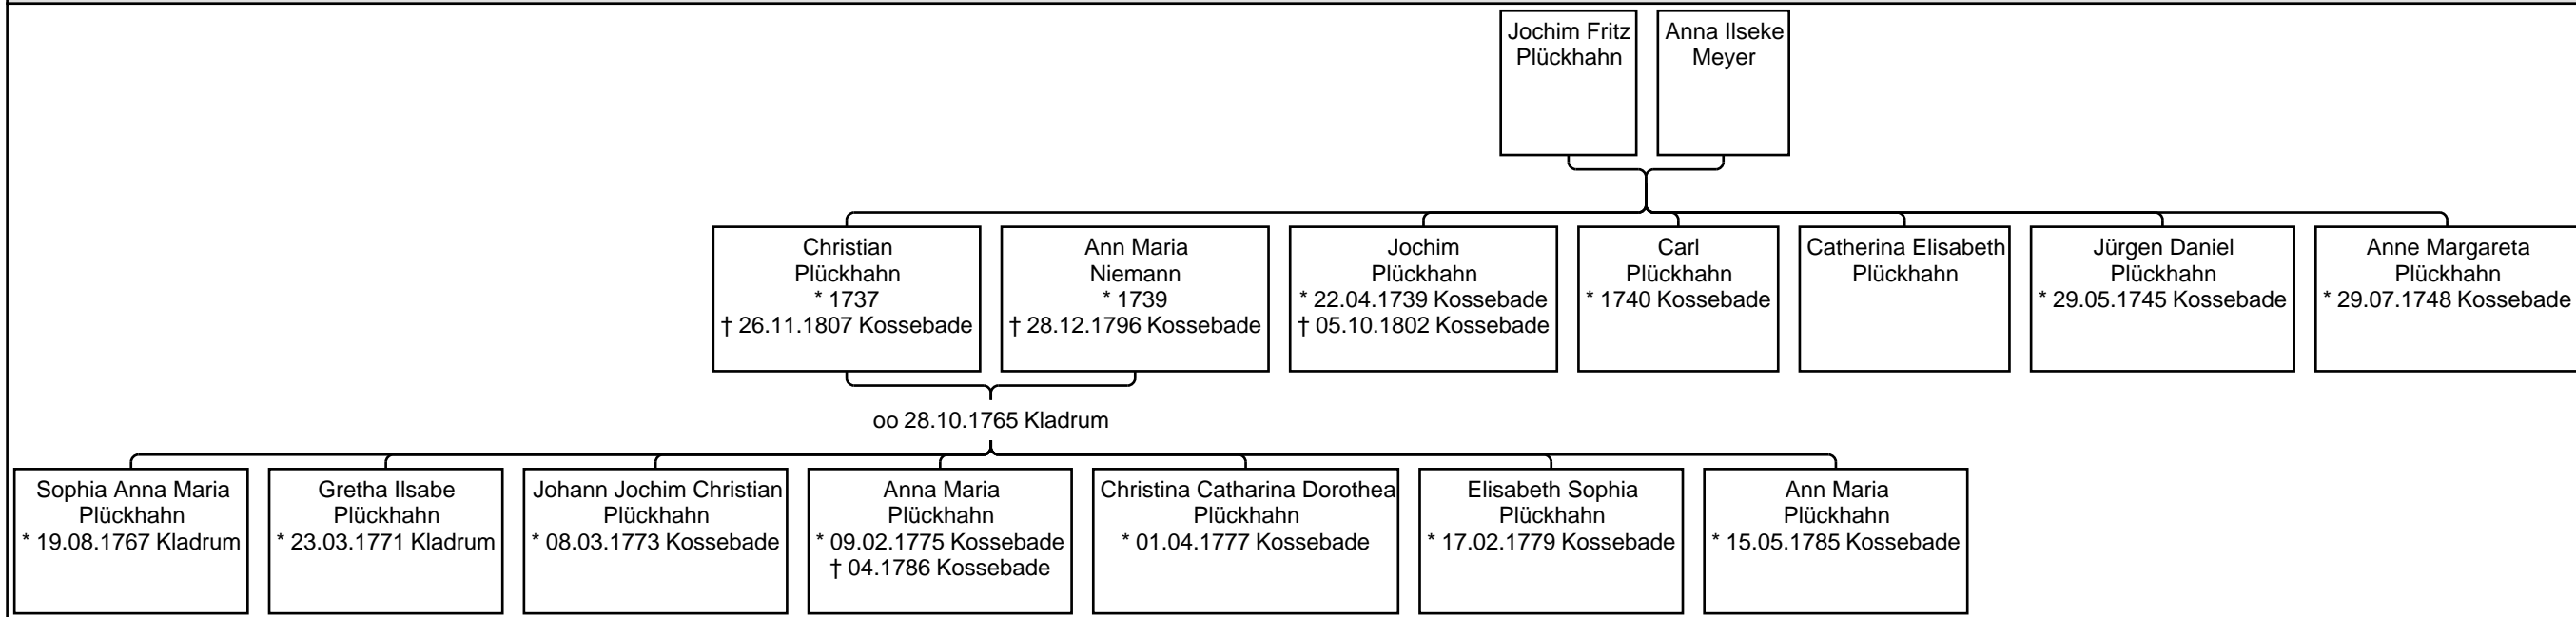 Jochim Fritz
Plückhahn
Anna Ilseke
Meyer
Christian
Plückhahn
* 1737
† 26.11.1807 Kossebade
Ann Maria
Niemann
* 1739
† 28.12.1796 Kossebade
Jochim
Plückhahn
* 22.04.1739 Kossebade
† 05.10.1802 Kossebade
Carl
Plückhahn
* 1740 Kossebade
Catherina Elisabeth
Plückhahn
Jürgen Daniel
Plückhahn
* 29.05.1745 Kossebade
Anne Margareta
Plückhahn
* 29.07.1748 Kossebade
oo 28.10.1765 Kladrum
Sophia Anna Maria
Plückhahn
* 19.08.1767 Kladrum
Gretha Ilsabe
Plückhahn
* 23.03.1771 Kladrum
Johann Jochim Christian
Plückhahn
* 08.03.1773 Kossebade
Anna Maria
Plückhahn
* 09.02.1775 Kossebade
† 04.1786 Kossebade
Christina Catharina Dorothea
Plückhahn
* 01.04.1777 Kossebade
Elisabeth Sophia
Plückhahn
* 17.02.1779 Kossebade
Ann Maria
Plückhahn
* 15.05.1785 Kossebade